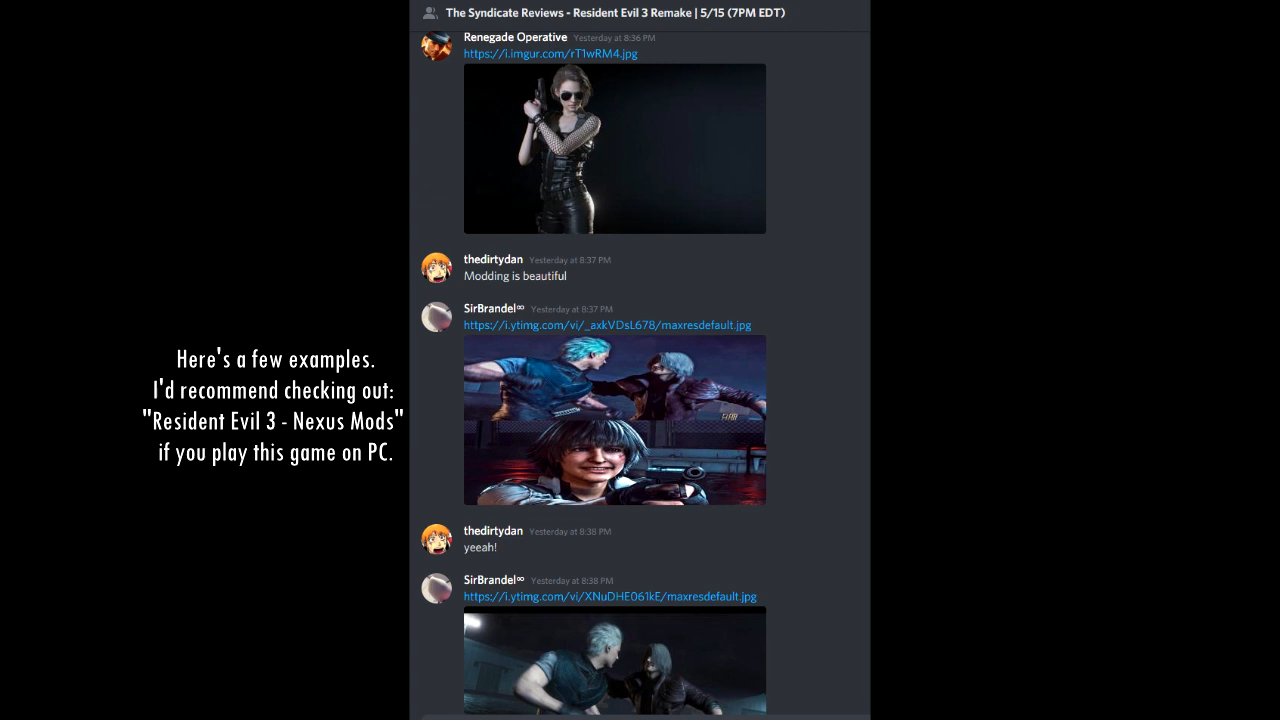 The Syndicate Reviews - Resident Evil 3 Remake | 5/15 (7PM EDT)
Renegade Operative Yesterday at 8:36 PM
https://i.imgur.com/rT1wRM4.jpg
thedirtydan Yesterday at 8:37 PM
Modding is beautiful
SirBrandel∞ Yesterday at 8:37 PM
https://i.ytimg.com/vi/_axkVDsL678/maxresdefault.jpg
thedirtydan Yesterday at 8:38 PM
yeeah!
SirBrandel∞ Yesterday at 8:38 PM
https://i.ytimg.com/vi/XNuDHE061kE/maxresdefault.jpg
Here's a few examples.
I'd recommend checking out:
"Resident Evil 3 - Nexus Mods"
if you play this game on PC.